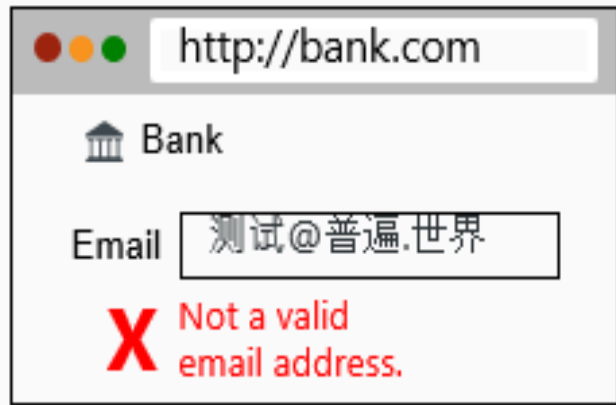 http://bank.com
Bank
Email 测试@普遍.世界
X Not a valid
email address.